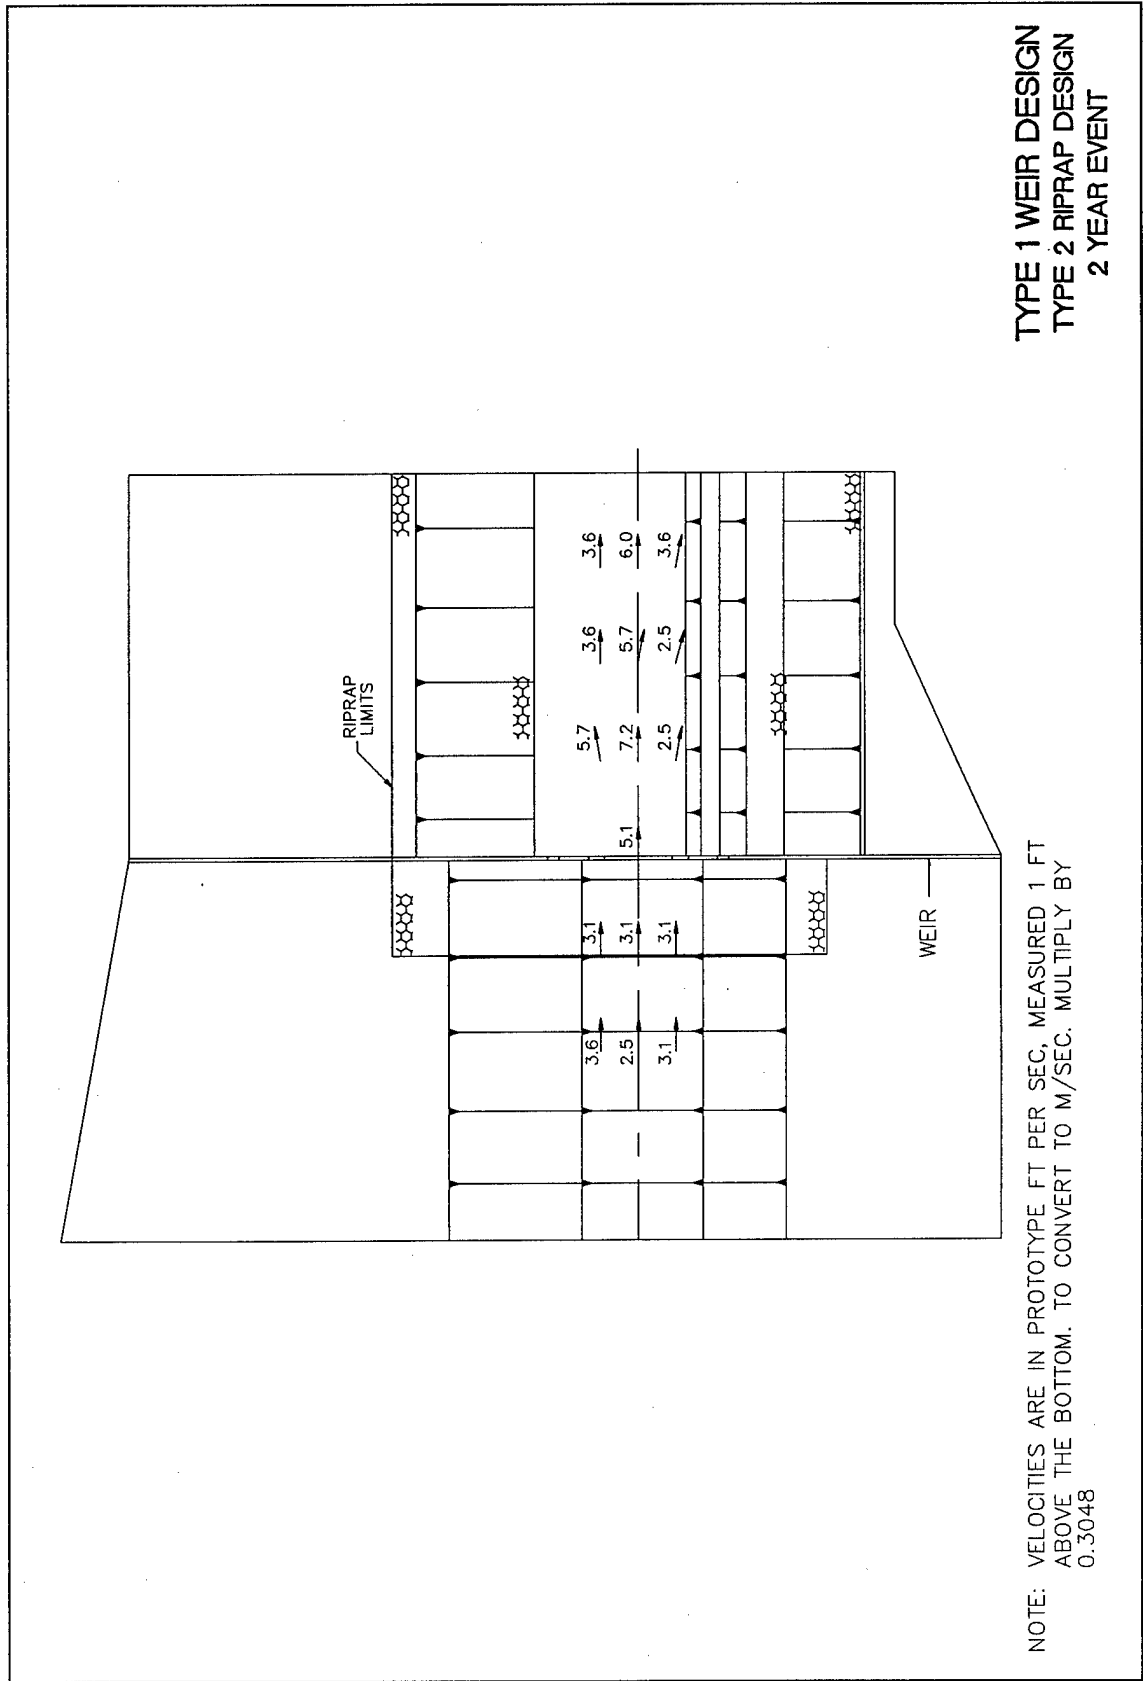 RIPRAP
LIMITS
3.6
2.5
3.1
3.1
3.1
3.1
5.1
5.7
7.2
2.5
3.6
5.7
2.5
3.6
6.0
3.6
WEIR
NOTE: VELOCITIES ARE IN PROTOTYPE FT PER SEC, MEASURED 1 FT
ABOVE THE BOTTOM. TO CONVERT TO M/SEC. MULTIPLY BY
0.3048
TYPE 1 WEIR DESIGN
TYPE 2 RIPRAP DESIGN
2 YEAR EVENT